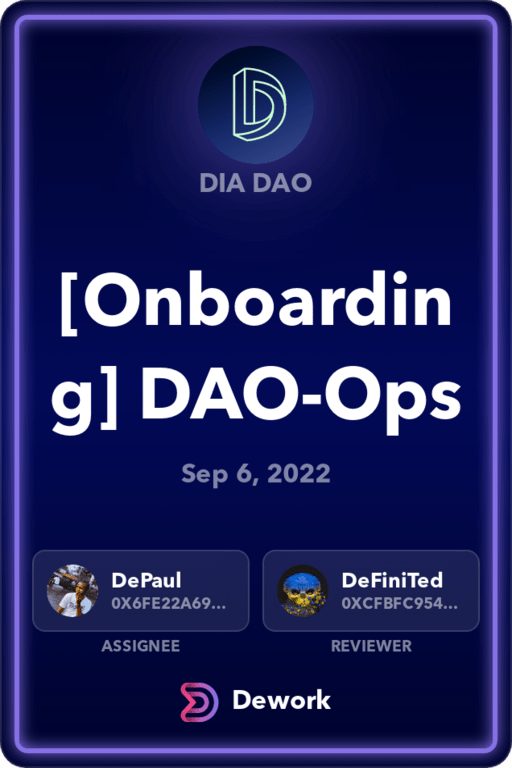 DIA DAO
[Onboardin
g] DAO-Ops
Sep 6, 2022
DePaul
0X6FE22A69...
DeFiniTed
0XCFBFC954...
ASSIGNEE
REVIEWER
Dework